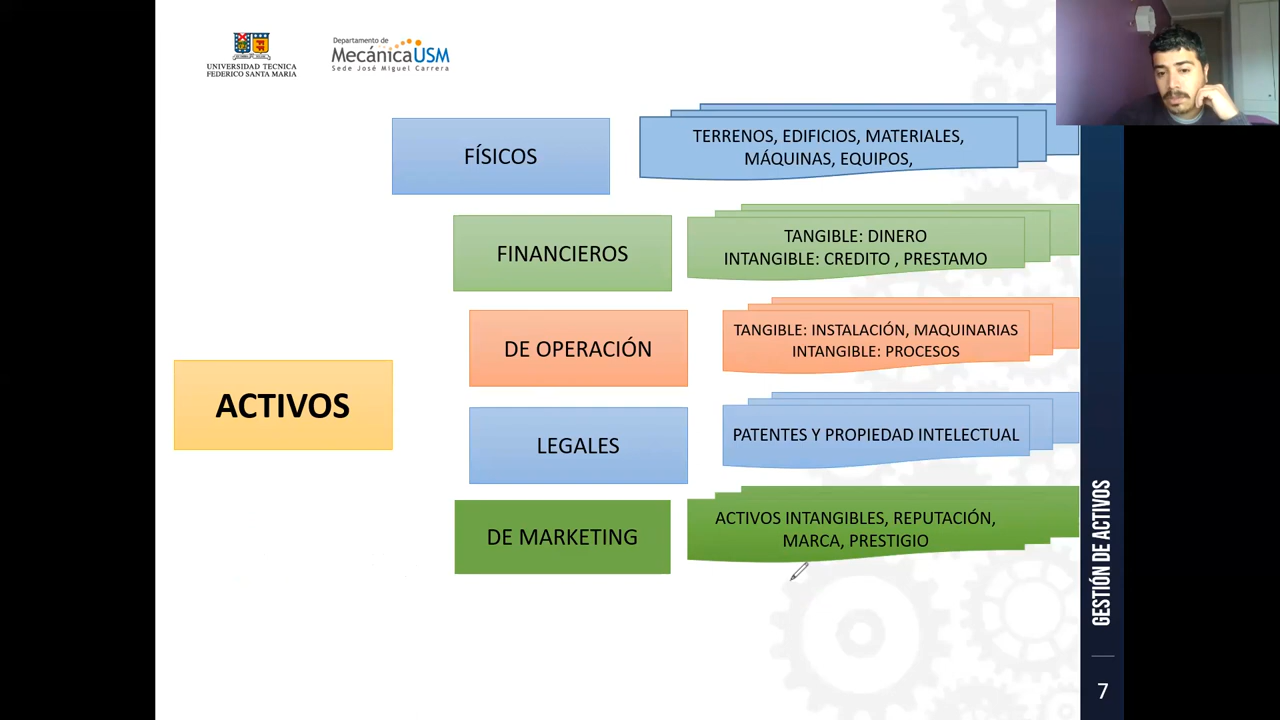 UNIVERSIDAD TECNICA
FEDERICO SANTA MARIA
Departamento de
MecánicaUSM
Sede José Miguel Carrera
FÍSICOS
TERRENOS, EDIFICIOS, MATERIALES,
MÁQUINAS, EQUIPOS,
FINANCIEROS
TANGIBLE: DINERO
INTANGIBLE: CREDITO , PRESTAMO
DE OPERACIÓN
TANGIBLE: INSTALACIÓN, MAQUINARIAS
INTANGIBLE: PROCESOS
ACTIVOS
LEGALES
PATENTES Y PROPIEDAD INTELECTUAL
DE MARKETING
ACTIVOS INTANGIBLES, REPUTACIÓN,
MARCA, PRESTIGIO
GESTIÓN DE ACTIVOS
7